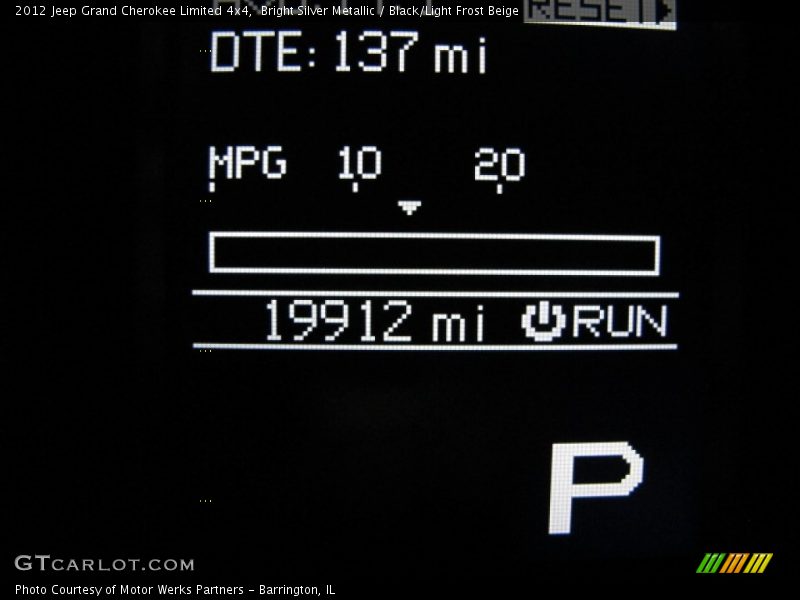 2012 Jeep Grand Cherokee Limited 4x4,  Bright Silver Metallic / Black/Light Frost Beige
RESET
DTE: 137 mi
MPG 10 20
19912 mi RUN
P
GTCARLOT.COM
Photo Courtesy of Motor Werks Partners - Barrington, IL